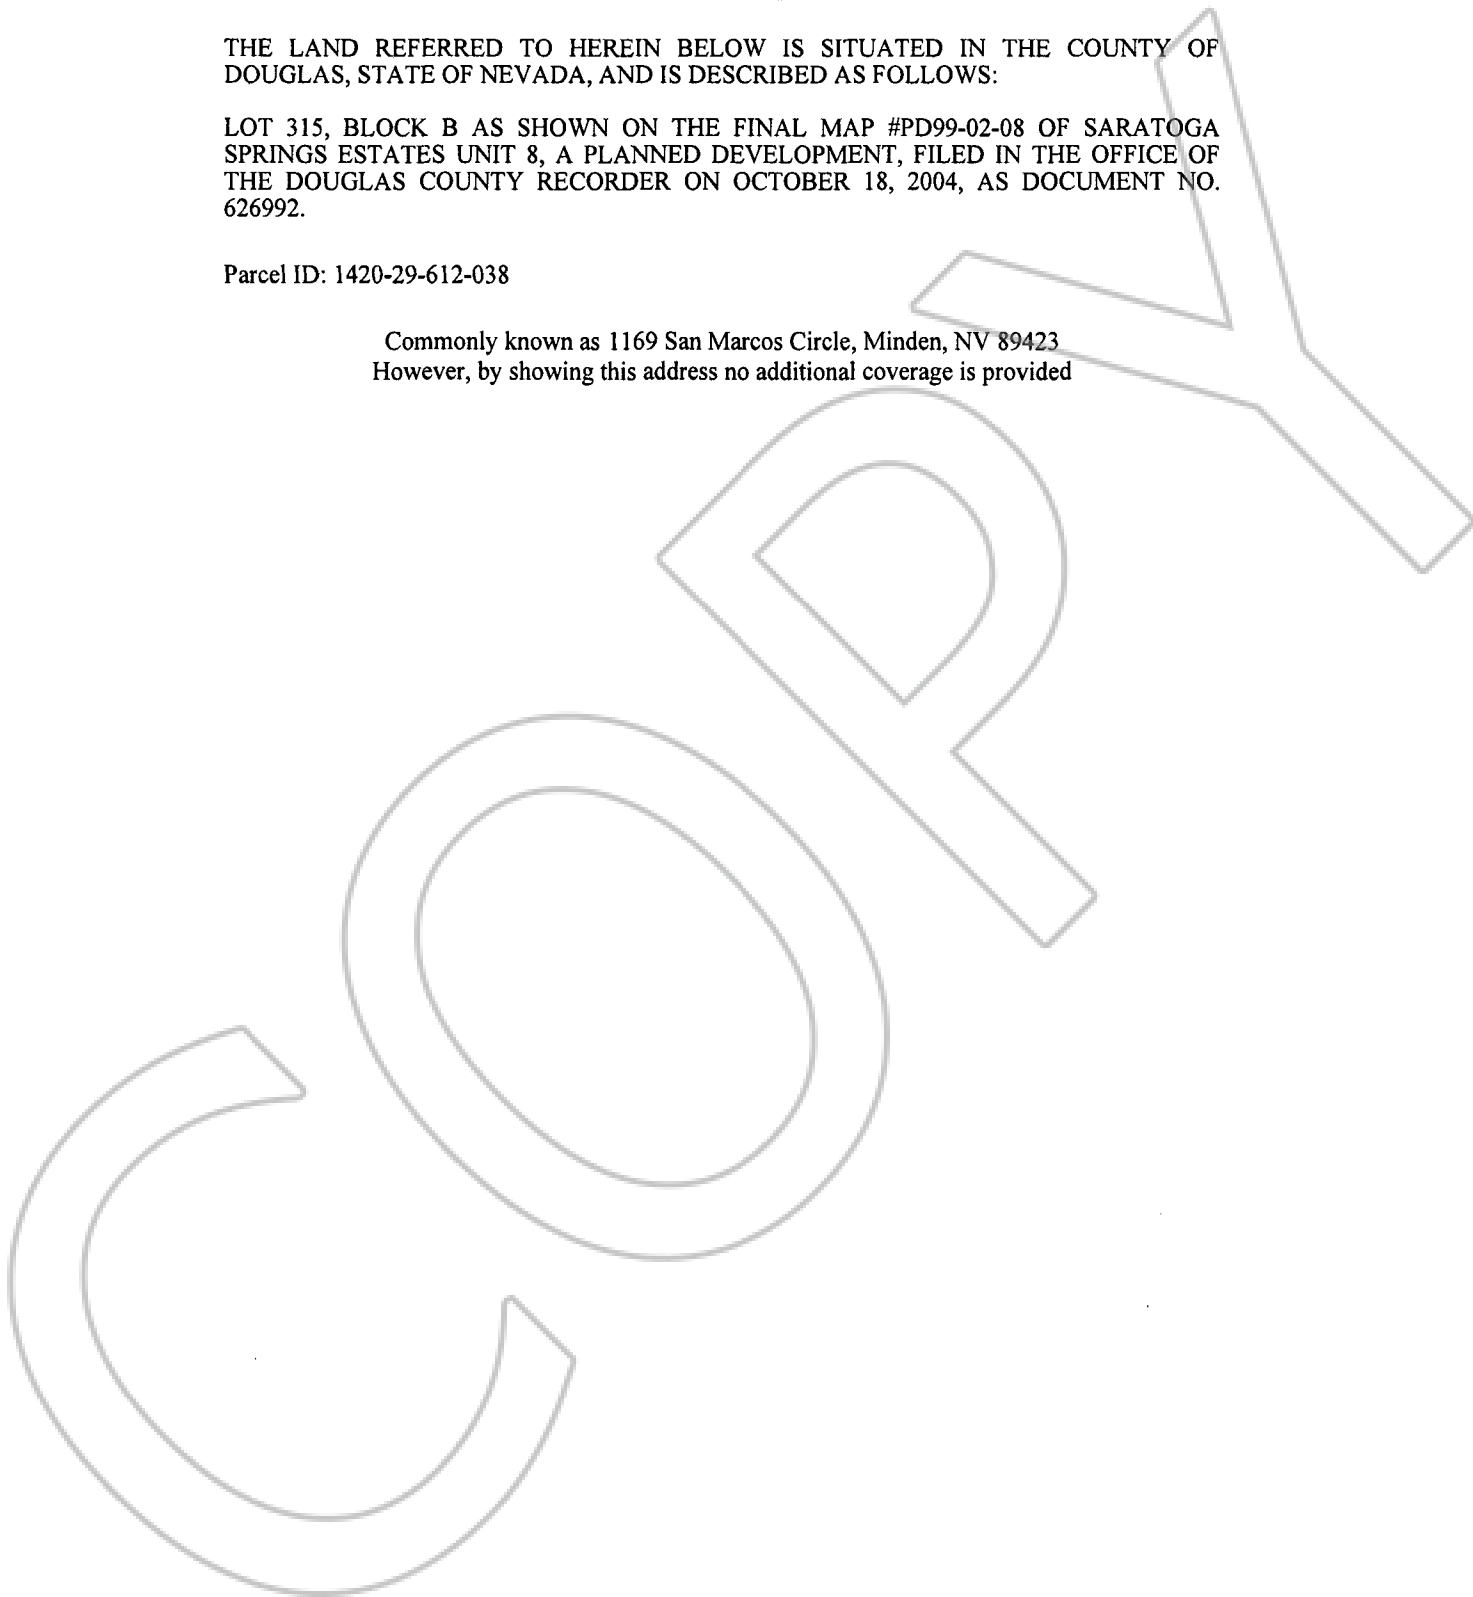 THE LAND REFERRED TO HEREIN BELOW IS SITUATED IN THE COUNTY OF
DOUGLAS, STATE OF NEVADA, AND IS DESCRIBED AS FOLLOWS:
LOT 315, BLOCK B AS SHOWN ON THE FINAL MAP #PD99-02-08 OF SARATOGA
SPRINGS ESTATES UNIT 8, A PLANNED DEVELOPMENT, FILED IN THE OFFICE OF
THE DOUGLAS COUNTY RECORDER ON OCTOBER 18, 2004, AS DOCUMENT NO.
626992.
Parcel ID: 1420-29-612-038
Commonly known as 1169 San Marcos Circle, Minden, NV 89423
However, by showing this address no additional coverage is provided
COPY